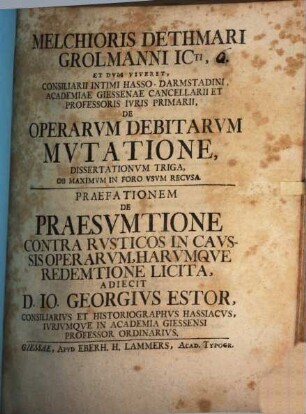 MELCHIORIS DETHMARI
GROLMANNI ICTI,
ET DVM VIVERET,
CONSILIARII INTIMI HASSO-DARMSTADINI,
ACADEMIAE GIESSENAE CANCELLARII ET
PROFESSORIS IVRIS PRIMARII,
DE
OPERARVM DEBITARVM
MVTATIONE,
DISSERTATIONVM TRIGA,
OB MAXIMVM IN FORO VSVM RECVSA.
PRAEFATIONEM
DE
PRAESVMTIONE
CONTRA RVSTICOS IN CAVS-
SIS OPERARVM, HARVMQVE
REDEMTIONE LICITA,
ADIECIT
D. IO. GEORGIVS ESTOR,
CONSILIARIVS ET HISTORIOGRAPHVS HASSIACVS,
IVRIVMQVE IN ACADEMIA GIESSENSI
PROFESSOR ORDINARIVS.
GIESSAE, APVD EBERH. H. LAMMERS, ACAD. TYPOGR.